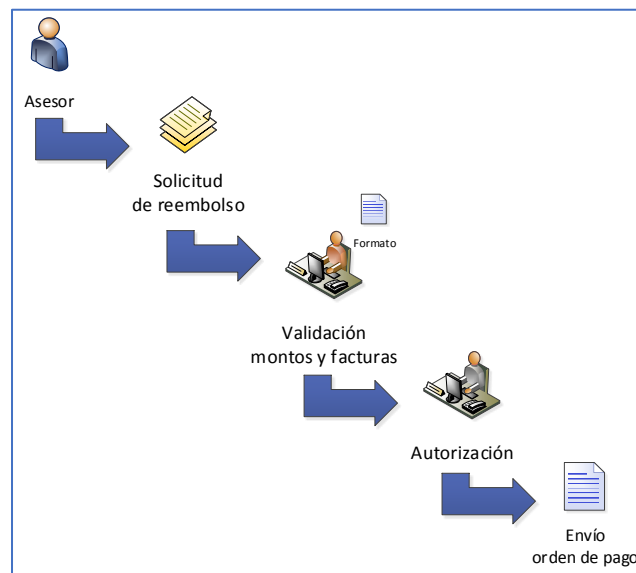 Asesor
Solicitud
de reembolso
Formato
Validación
montos y facturas
Autorización
Envío
orden de pago